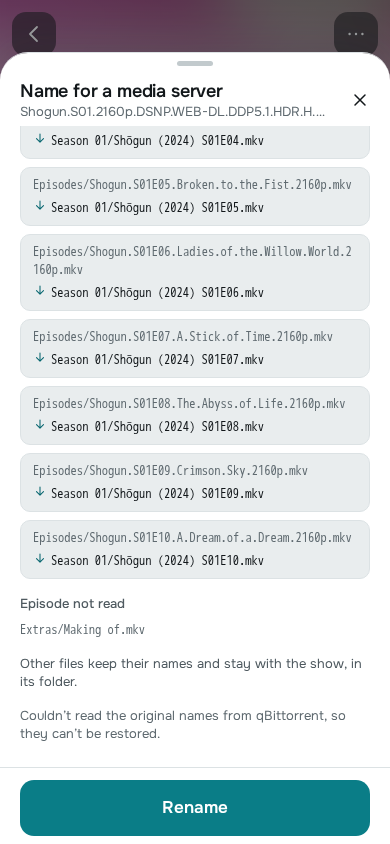 Name for a media server
Shogun.S01.2160p.DSNP.WEB-DL.DDP5.1.HDR.H....
↓ Season 01/Shōgun (2024) S01E04.mkv
Episodes/Shogun.S01E05.Broken.to.the.Fist.2160p.mkv
↓ Season 01/Shōgun (2024) S01E05.mkv
Episodes/Shogun.S01E06.Ladies.of.the.Willow.World.2
160p.mkv
↓ Season 01/Shōgun (2024) S01E06.mkv
Episodes/Shogun.S01E07.A.Stick.of.Time.2160p.mkv
↓ Season 01/Shōgun (2024) S01E07.mkv
Episodes/Shogun.S01E08.The.Abyss.of.Life.2160p.mkv
↓ Season 01/Shōgun (2024) S01E08.mkv
Episodes/Shogun.S01E09.Crimson.Sky.2160p.mkv
↓ Season 01/Shōgun (2024) S01E09.mkv
Episodes/Shogun.S01E10.A.Dream.of.a.Dream.2160p.mkv
↓ Season 01/Shōgun (2024) S01E10.mkv
Episode not read
Extras/Making of.mkv
Other files keep their names and stay with the show, in
its folder.
Couldn’t read the original names from qBittorrent, so
they can’t be restored.
Rename